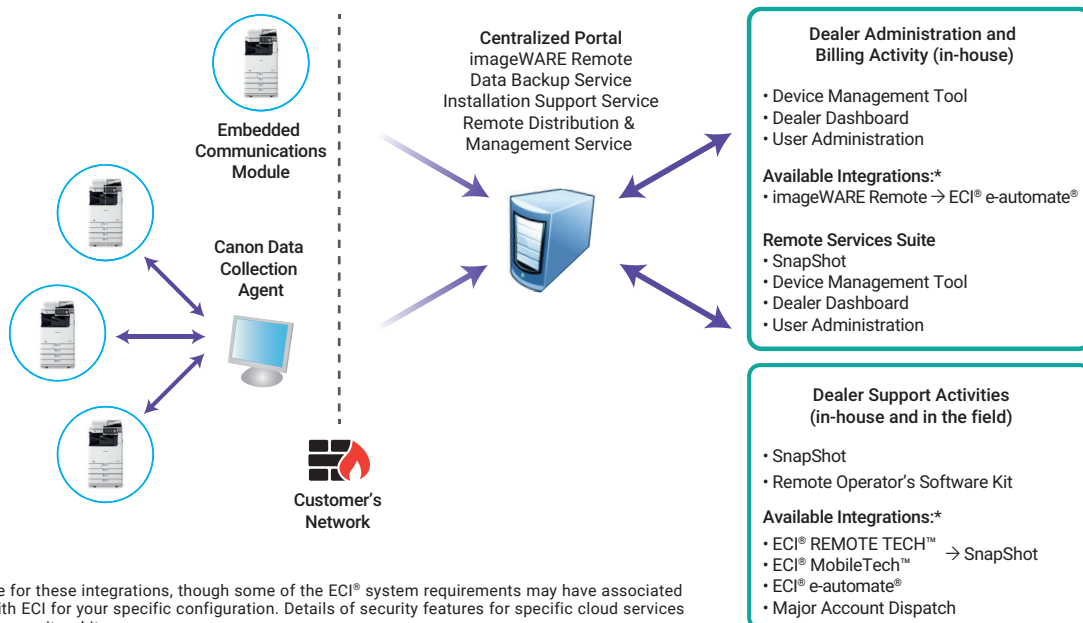 Embedded
Communications
Module
Canon Data
Collection
Agent
Customer's
Network
Centralized Portal
imageWARE Remote
Data Backup Service
Installation Support Service
Remote Distribution &
Management Service
Dealer Administration and
Billing Activity (in-house)
• Device Management Tool
• Dealer Dashboard
• User Administration
Available Integrations:*
• imageWARE Remote → ECI® e-automate®
Remote Services Suite
• SnapShot
• Device Management Tool
• Dealer Dashboard
• User Administration
Dealer Support Activities
(in-house and in the field)
• SnapShot
• Remote Operator's Software Kit
Available Integrations:*
• ECI® REMOTE TECH™
• ECI® MobileTech™
→ SnapShot
• ECI® e-automate®
• Major Account Dispatch
for these integrations, though some of the ECI® system requirements may have associated
with ECI for your specific configuration. Details of security features for specific cloud services